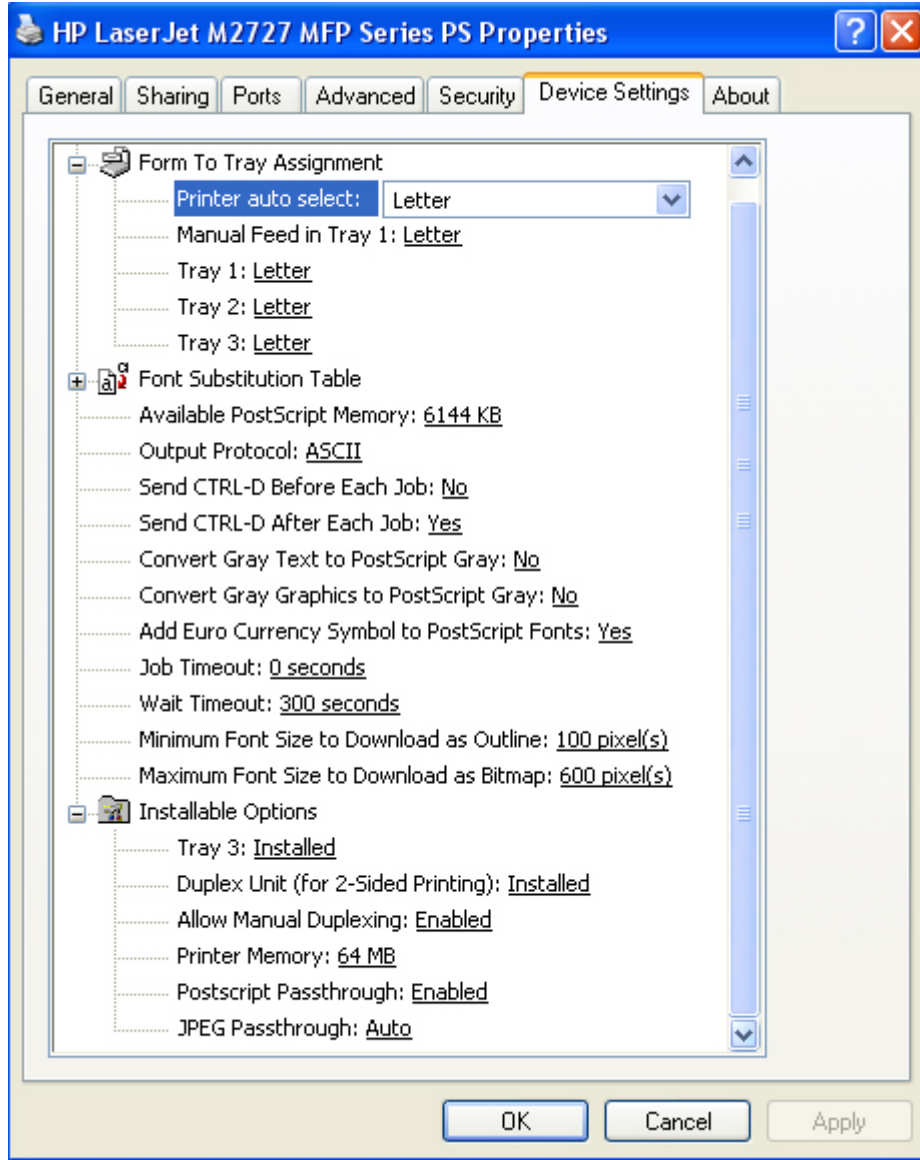 HP LaserJet M2727 MFP Series PS Properties
General Sharing Ports Advanced Security Device Settings About
Form To Tray Assignment
Printer auto select: Letter
Manual Feed in Tray 1: Letter
Tray 1: Letter
Tray 2: Letter
Tray 3: Letter
Font Substitution Table
Available PostScript Memory: 6144 KB
Output Protocol: ASCII
Send CTRL-D Before Each Job: No
Send CTRL-D After Each Job: Yes
Convert Gray Text to PostScript Gray: No
Convert Gray Graphics to PostScript Gray: No
Add Euro Currency Symbol to PostScript Fonts: Yes
Job Timeout: 0 seconds
Wait Timeout: 300 seconds
Minimum Font Size to Download as Outline: 100 pixel(s)
Maximum Font Size to Download as Bitmap: 600 pixel(s)
Installable Options
Tray 3: Installed
Duplex Unit (for 2-Sided Printing): Installed
Allow Manual Duplexing: Enabled
Printer Memory: 64 MB
Postscript Passthrough: Enabled
JPEG Passthrough: Auto
OK Cancel Apply